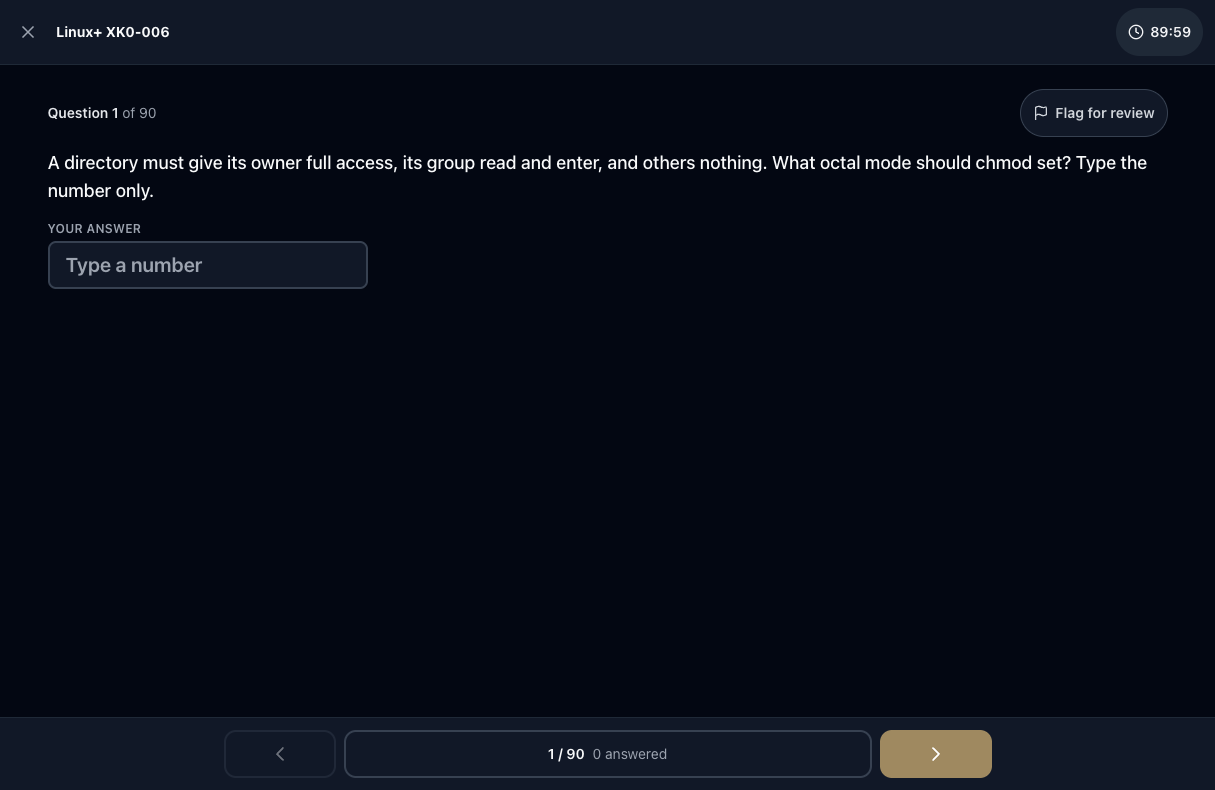 Linux+ XK0-006
89:59
Question 1 of 90
Flag for review
A directory must give its owner full access, its group read and enter, and others nothing. What octal mode should chmod set? Type the
number only.
YOUR ANSWER
Type a number
1 / 90 0 answered